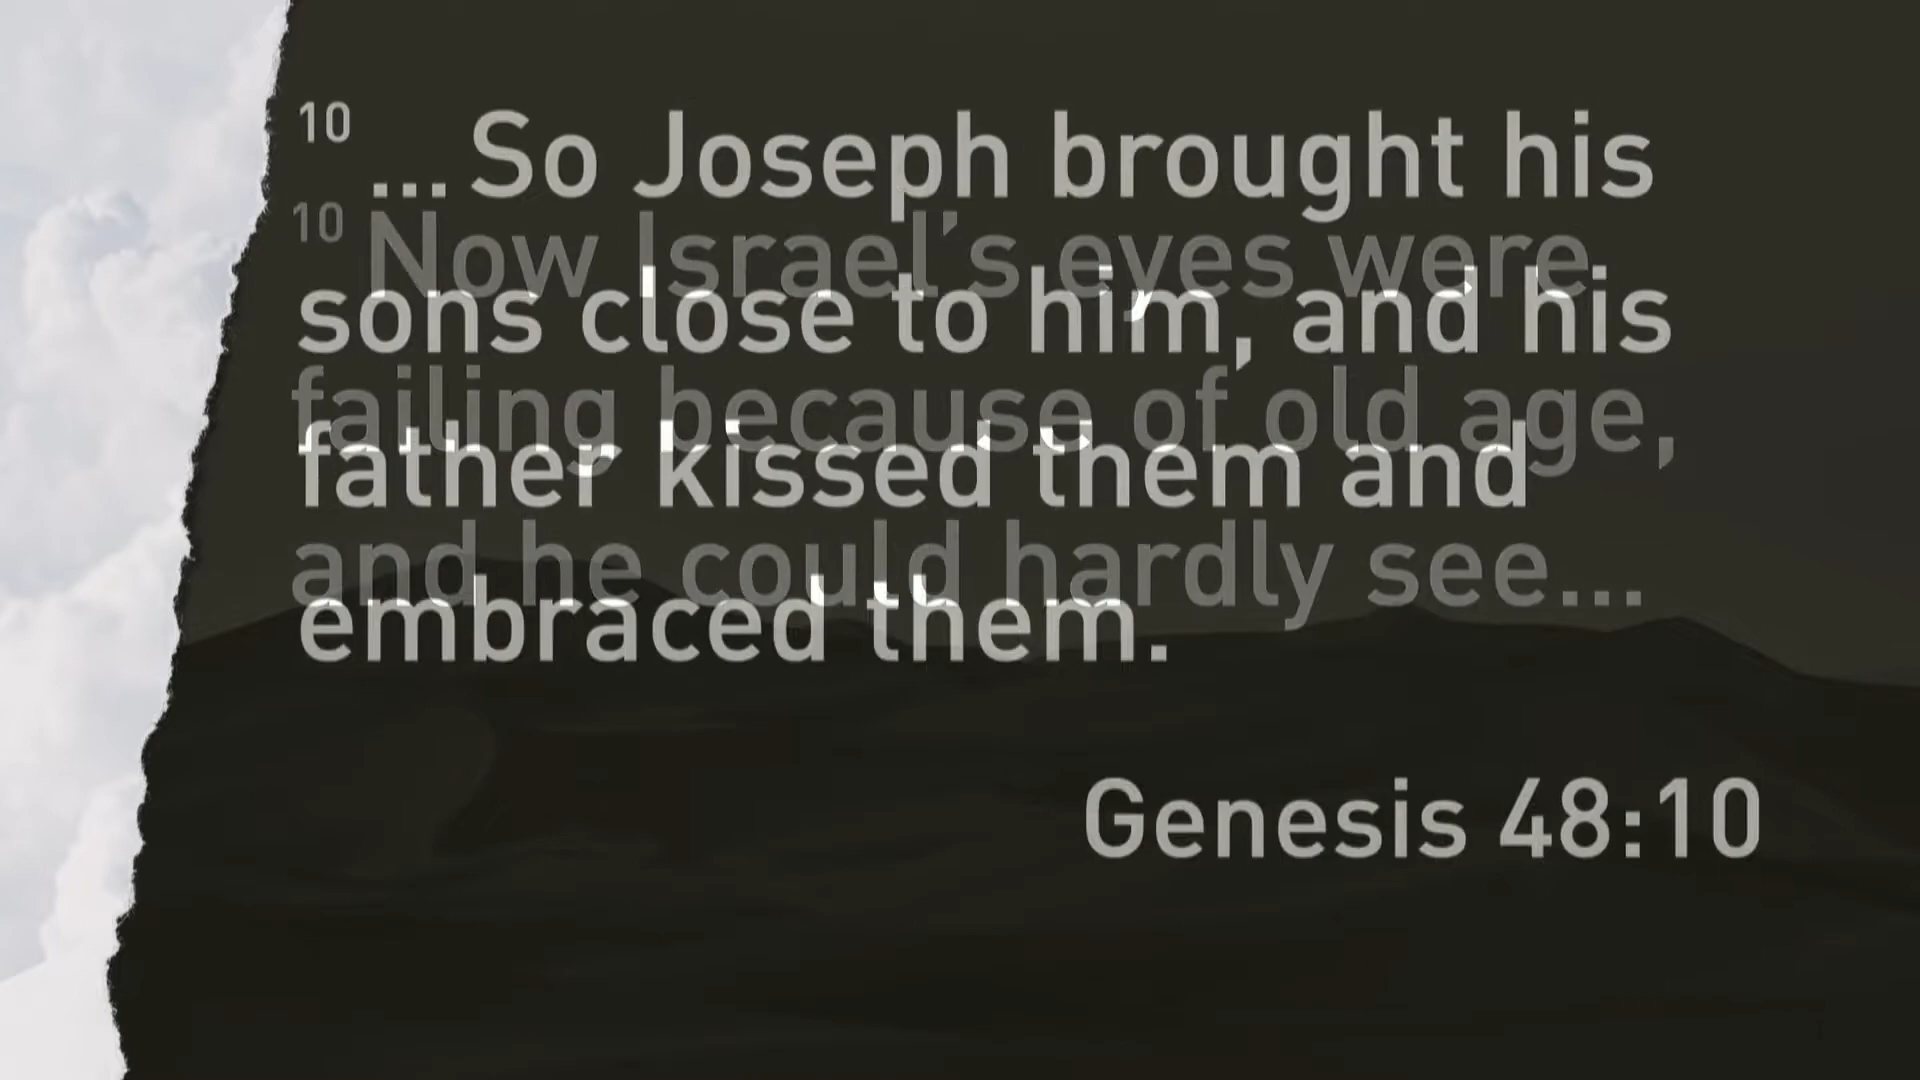 10 ... So Joseph brought his
sons close to him, and his
father kissed them and
embraced them.
10 Now Israel's eyes were
failing because of old age,
and he could hardly see...
Genesis 48:10